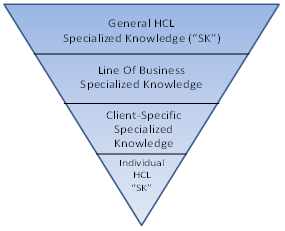 General HCL
Specialized Knowledge ("SK")
Line Of Business
Specialized Knowledge
Client-Specific
Specialized
Knowledge
Individual
HCL
"SK"